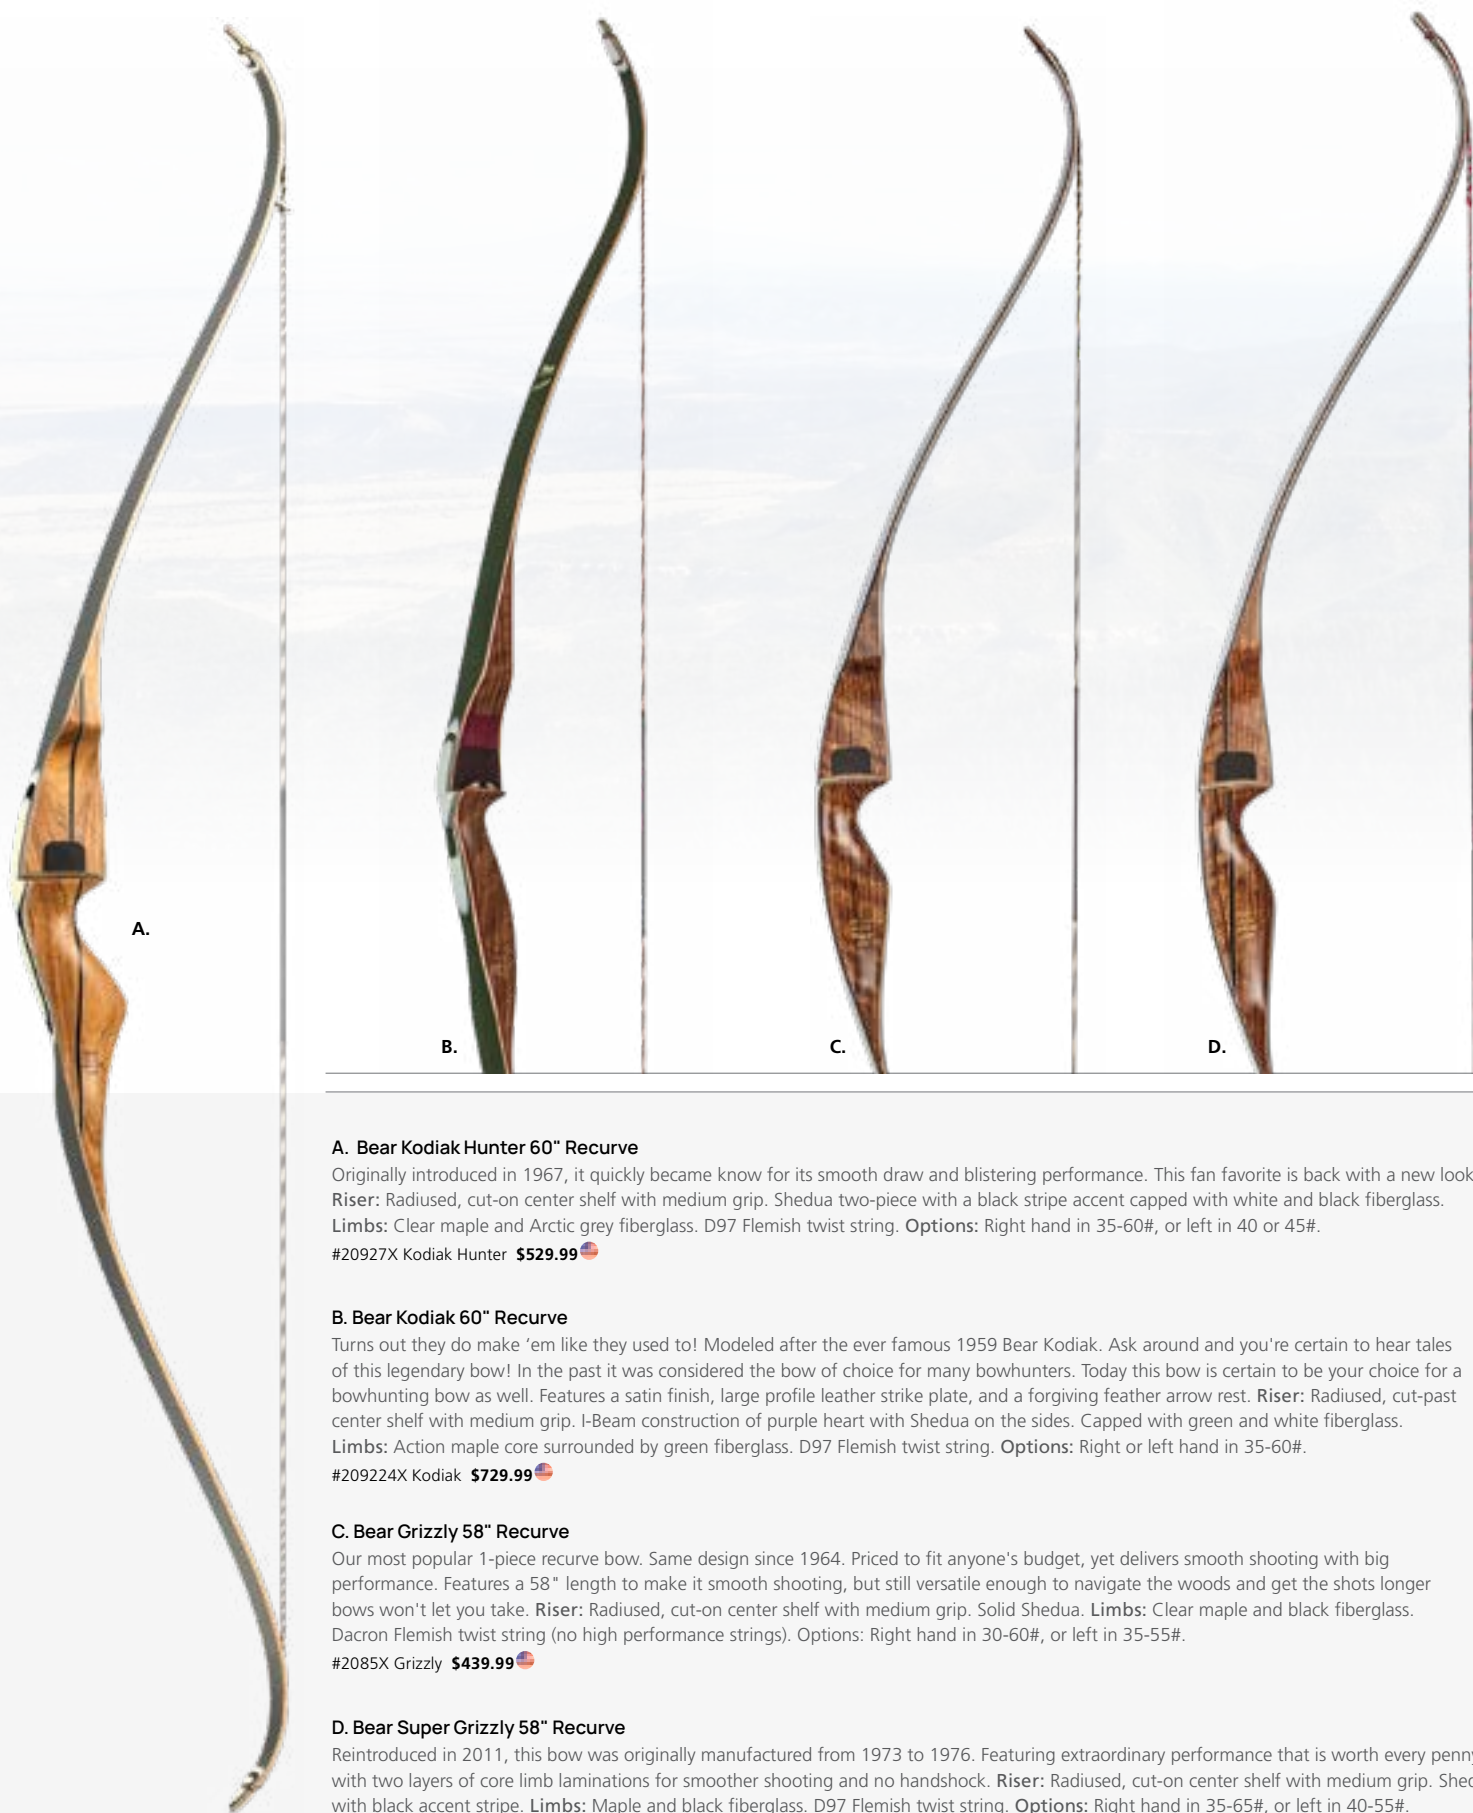 A.
B.
C.
D.
A. Bear Kodiak Hunter 60" Recurve
Originally introduced in 1967, it quickly became know for its smooth draw and blistering performance. This fan favorite is back with a new look
Riser: Radiused, cut-on center shelf with medium grip. Shedua two-piece with a black stripe accent capped with white and black fiberglass.
Limbs: Clear maple and Arctic grey fiberglass. D97 Flemish twist string. Options: Right hand in 35-60#, or left in 40 or 45#.
#20927X Kodiak Hunter $529.99
B. Bear Kodiak 60" Recurve
Turns out they do make ‘em like they used to! Modeled after the ever famous 1959 Bear Kodiak. Ask around and you're certain to hear tales
of this legendary bow! In the past it was considered the bow of choice for many bowhunters. Today this bow is certain to be your choice for a
bowhunting bow as well. Features a satin finish, large profile leather strike plate, and a forgiving feather arrow rest. Riser: Radiused, cut-past
center shelf with medium grip. I-Beam construction of purple heart with Shedua on the sides. Capped with green and white fiberglass.
Limbs: Action maple core surrounded by green fiberglass. D97 Flemish twist string. Options: Right or left hand in 35-60#.
#209224X Kodiak $729.99
C. Bear Grizzly 58" Recurve
Our most popular 1-piece recurve bow. Same design since 1964. Priced to fit anyone's budget, yet delivers smooth shooting with big
performance. Features a 58" length to make it smooth shooting, but still versatile enough to navigate the woods and get the shots longer
bows won't let you take. Riser: Radiused, cut-on center shelf with medium grip. Solid Shedua. Limbs: Clear maple and black fiberglass.
Dacron Flemish twist string (no high performance strings). Options: Right hand in 30-60#, or left in 35-55#.
#2085X Grizzly $439.99
D. Bear Super Grizzly 58" Recurve
Reintroduced in 2011, this bow was originally manufactured from 1973 to 1976. Featuring extraordinary performance that is worth every penny
with two layers of core limb laminations for smoother shooting and no handshock. Riser: Radiused, cut-on center shelf with medium grip.
with black accent stripe. Limbs: Maple and black fiberglass. D97 Flemish twist string. Options: Right hand in 35-65#, or left in 40-55#.